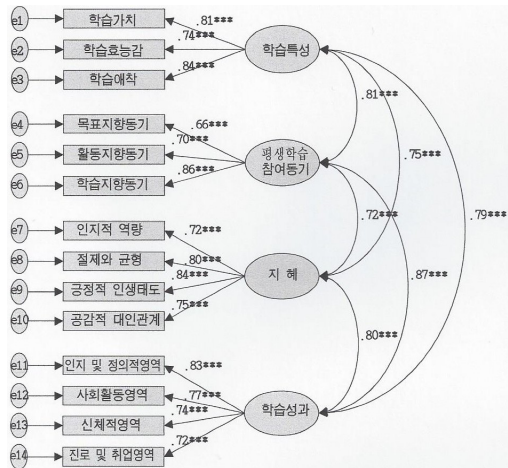 e1 학습가치 .81***
e2 학습효능감 .74*** 학습특성
e3 학습애착 .84***
.81***
e4 목표지향동기 .66***
e5 활동지향동기 .70*** 평생학습
참여동기
e6 학습지향동기 .86***
.75***
.72*** .79***
e7 인지적 역량 .72***
e8 절제와 균형 .80*** 지 혜
e9 긍정적 인생태도 .84***
e10 공감적 대인관계 .75***
.87***
.80***
e11 인지 및 정의적영역 .83***
e12 사회활동영역 .77*** 학습성과
e13 신체적영역 .74***
e14 진로 및 취업영역 .72***